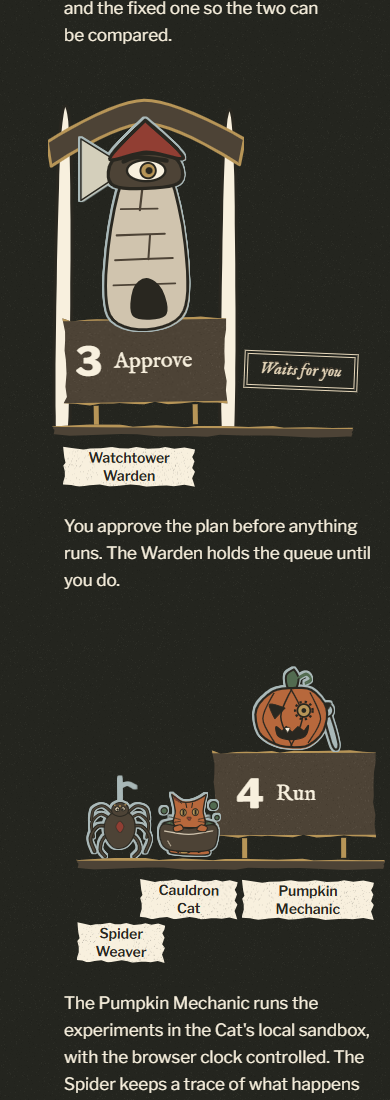 and the fixed one so the two can
be compared.
3 Approve
Waits for you
Watchtower
Warden
You approve the plan before anything
runs. The Warden holds the queue until
you do.
4 Run
Cauldron
Cat
Pumpkin
Mechanic
Spider
Weaver
The Pumpkin Mechanic runs the
experiments in the Cat's local sandbox,
with the browser clock controlled. The
Spider keeps a trace of what happens